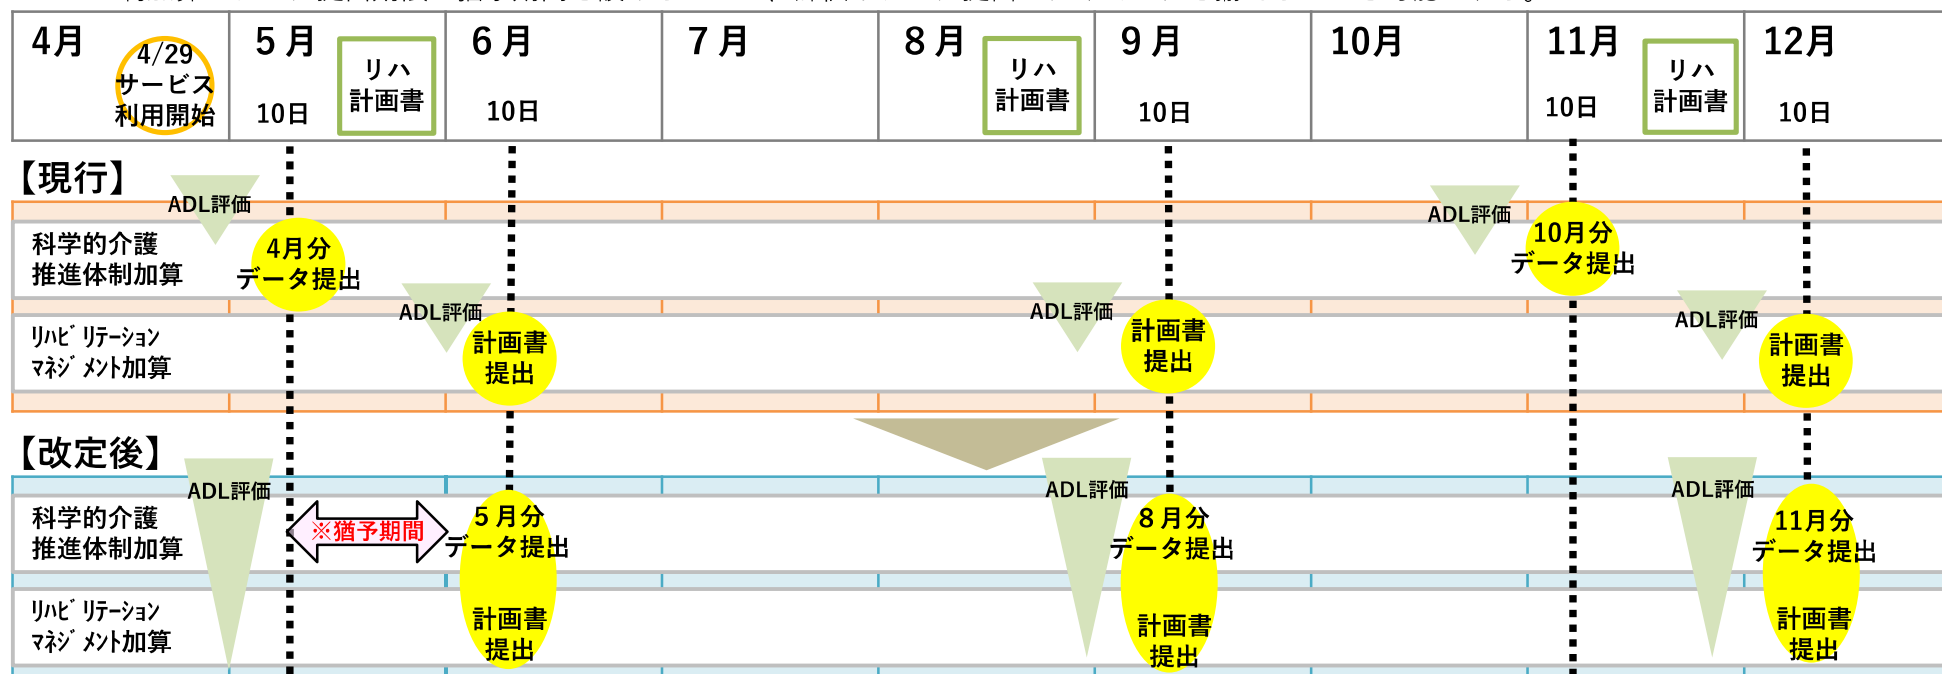 4月
4/29
サービス
利用開始
5月
10日
リハ
計画書
6月
10日
7月
8月
リハ
計画書
9月
10日
10月
11月
10日
リハ
計画書
12月
10日
【現行】
ADL評価
ADL評価
科学的介護
推進体制加算
4月分
データ提出
10月分
データ提出
ADL評価
ADL評価
ADL評価
ﾘﾊﾋﾞﾘﾃｰｼｮﾝ
ﾏﾈｼﾞﾒﾝﾄ加算
計画書
提出
計画書
提出
計画書
提出
【改定後】
ADL評価
ADL評価
ADL評価
科学的介護
推進体制加算
※猶予期間
5月分
データ提出
8月分
データ提出
11月分
データ提出
ﾘﾊﾋﾞﾘﾃｰｼｮﾝ
ﾏﾈｼﾞﾒﾝﾄ加算
計画書
提出
計画書
提出
計画書
提出